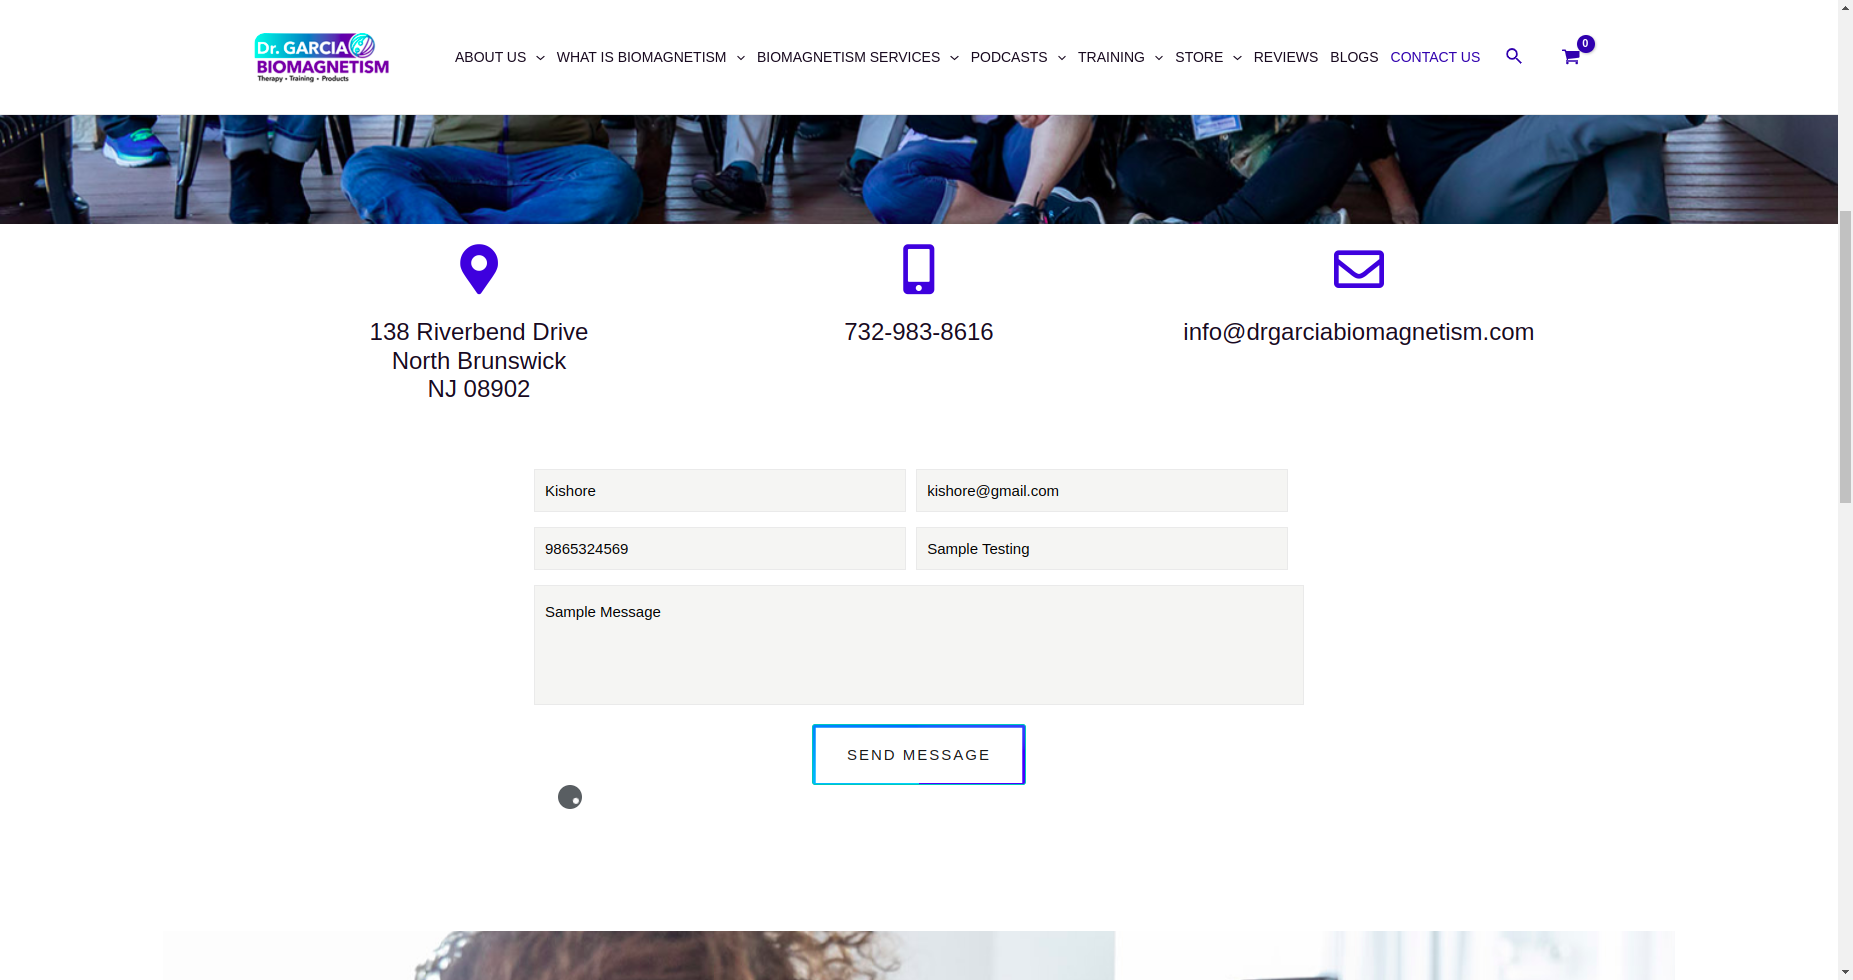 Dr. GARCIA
BIOMAGNETISM
Therapy • Training • Products
ABOUT US WHAT IS BIOMAGNETISM BIOMAGNETISM SERVICES PODCASTS TRAINING STORE REVIEWS BLOGS CONTACT US 0
138 Riverbend Drive
North Brunswick
NJ 08902
732-983-8616
info@drgarciabiomagnetism.com
Kishore
kishore@gmail.com
9865324569
Sample Testing
Sample Message
SEND MESSAGE